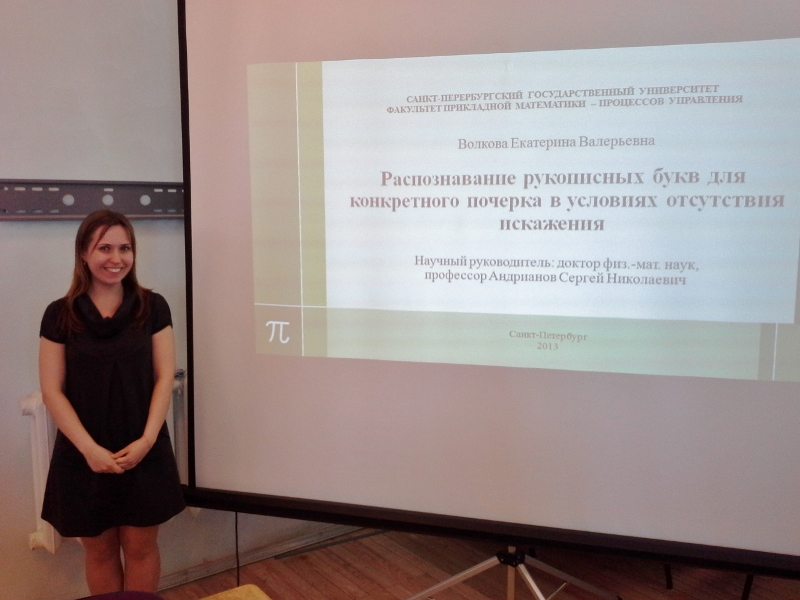 САНКТ-ПЕРЕРБУРГСКИЙ ГОСУДАРСТВЕННЫЙ УНИВЕРСИТЕТ
ФАКУЛЬТЕТ ПРИКЛАДНОЙ МАТЕМАТИКИ – ПРОЦЕССОВ УПРАВЛЕНИЯ
Волкова Екатерина Валерьевна
Распознавание рукописных букв для
конкретного почерка в условиях отсутствия
искажения
Научный руководитель: доктор физ.-мат. наук,
профессор Андрианов Сергей Николаевич
π
Санкт-Петербург
2013